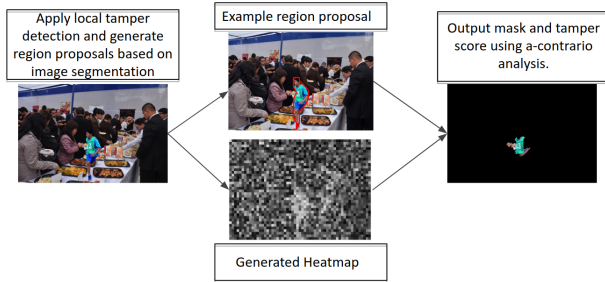 Apply local tamper
detection and generate
region proposals based on
image segmentation
Example region proposal
Output mask and tamper
score using a-contrario
analysis.
Generated Heatmap